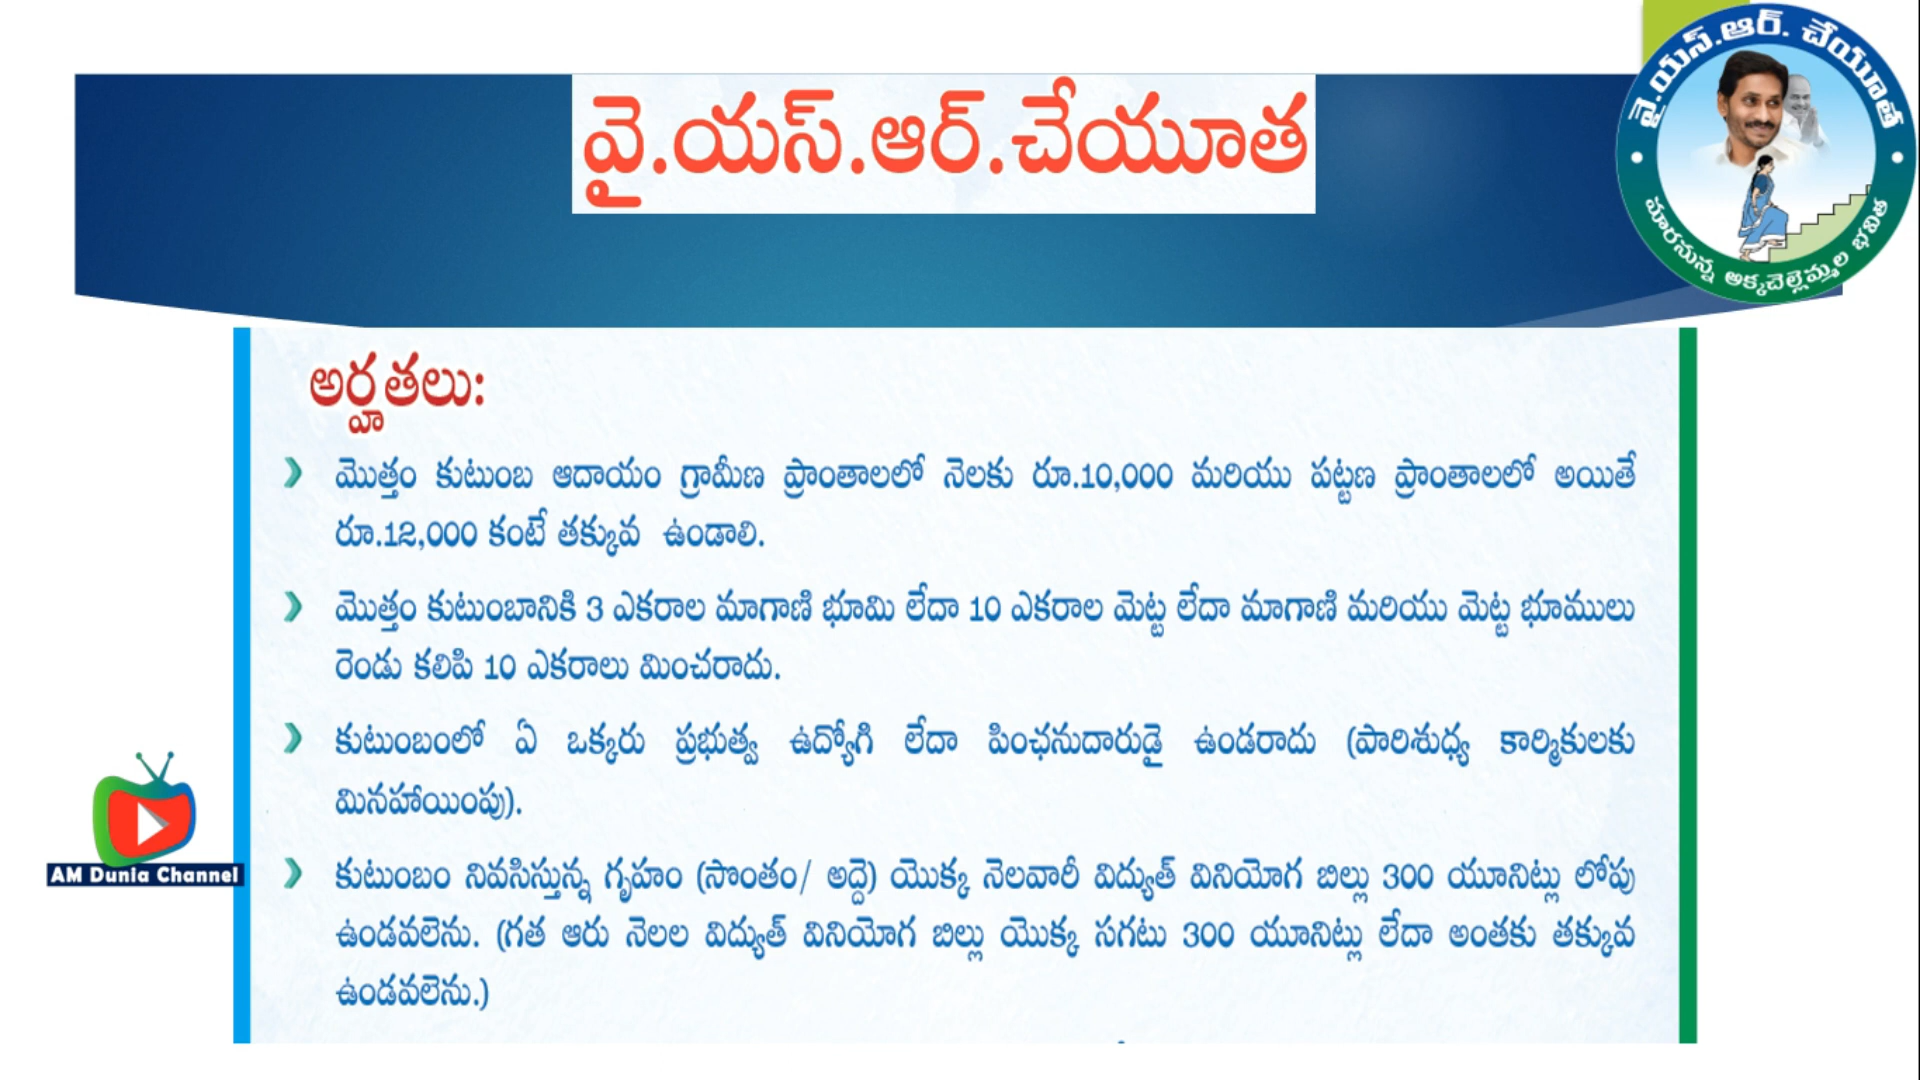 వై.యస్.ఆర్.చేయూత
వై.యస్.ఆర్. చేయూత
మారనున్న అక్కచెల్లెమ్మల భవిత
అర్హతలు:
మొత్తం కుటుంబ ఆదాయం గ్రామీణ ప్రాంతాలలో నెలకు రూ.10,000 మరియు పట్టణ ప్రాంతాలలో అయితే
రూ.12,000 కంటే తక్కువ ఉండాలి.
మొత్తం కుటుంబానికి 3 ఎకరాల మాగాణి భూమి లేదా 10 ఎకరాల మెట్ట లేదా మాగాణి మరియు మెట్ట భూములు
రెండు కలిపి 10 ఎకరాలు మించరాదు.
కుటుంబంలో ఏ ఒక్కరు ప్రభుత్వ ఉద్యోగి లేదా పింఛనుదారుడై ఉండరాదు (పారిశుధ్య కార్మికులకు
మినహాయింపు).
కుటుంబం నివసిస్తున్న గృహం (సొంతం/ అద్దె) యొక్క నెలవారీ విద్యుత్ వినియోగ బిల్లు 300 యూనిట్లు లోపు
ఉండవలెను. (గత ఆరు నెలల విద్యుత్ వినియోగ బిల్లు యొక్క సగటు 300 యూనిట్లు లేదా అంతకు తక్కువ
ఉండవలెను.)
AM Dunia Channel